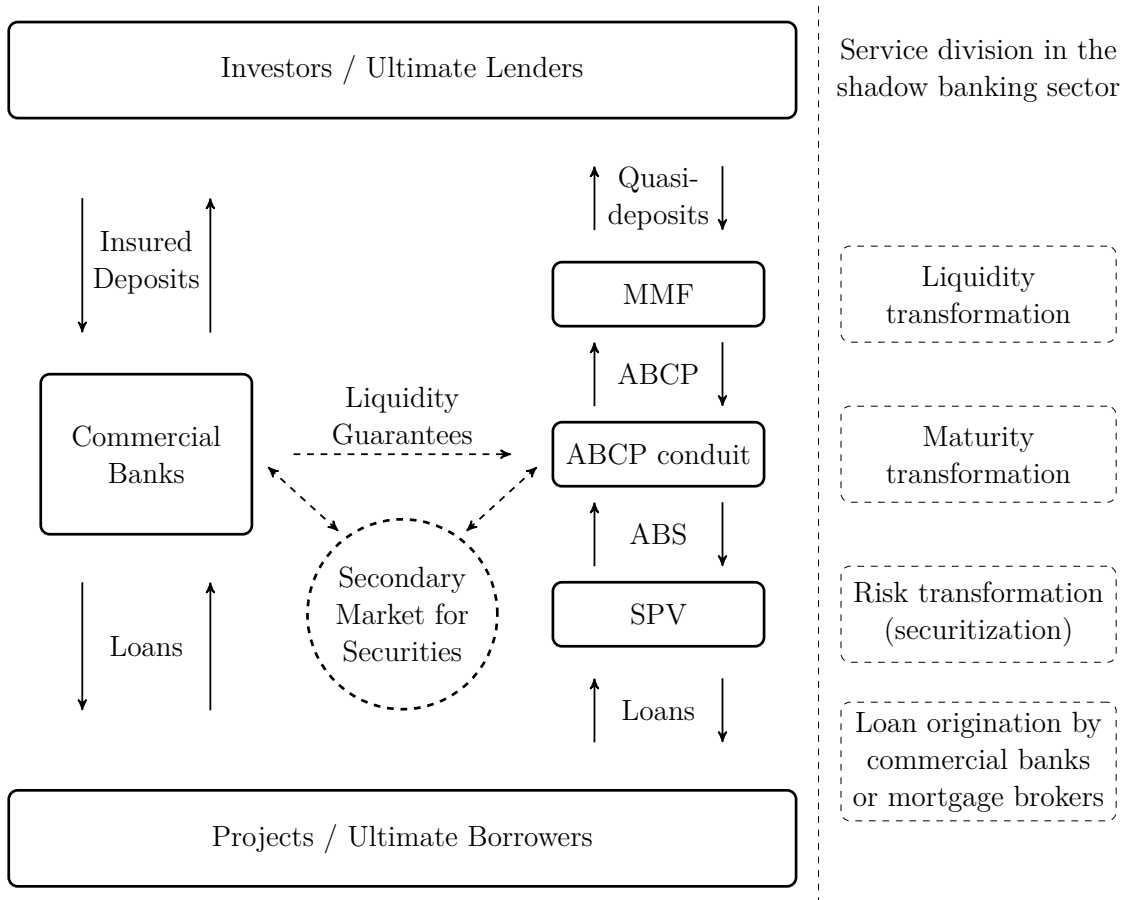 Investors / Ultimate Lenders
Service division in the
shadow banking sector
Quasi-
deposits
Insured
Deposits
MMF
Liquidity
transformation
ABCP
Liquidity
Guarantees
Commercial
Banks
ABCP conduit
Maturity
transformation
ABS
Secondary
Market for
Securities
SPV
Risk transformation
(securitization)
Loans
Loans
Loan origination by
commercial banks
or mortgage brokers
Projects / Ultimate Borrowers